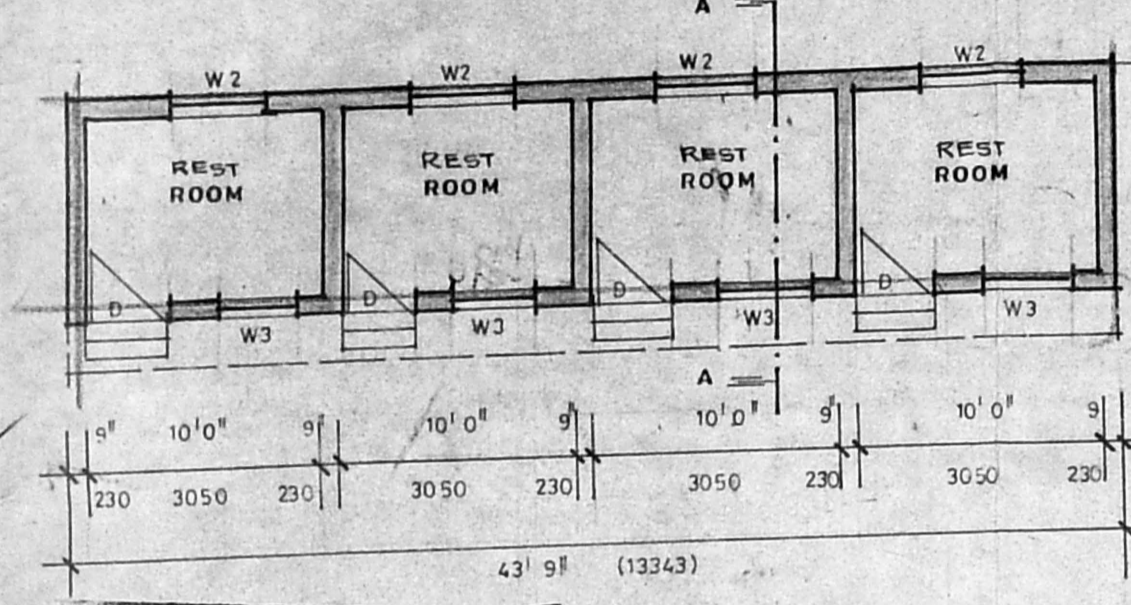 A
W2 W2 W2 W2
REST REST REST REST
ROOM ROOM ROOM ROOM
D D D D
W3 W3 W3 W3
A
9" 10'0" 9" 10'0" 9" 10'0" 9" 10'0" 9
230 3050 230 3050 230 3050 230 3050 230
43' 9" (13343)